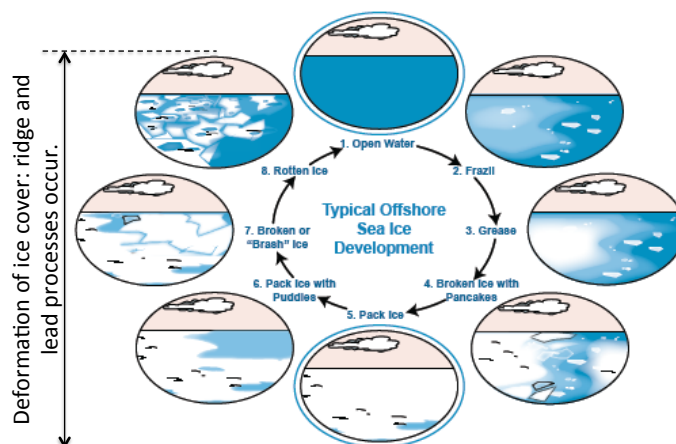 Deformation of ice cover: ridge and
lead processes occur.
1. Open Water
2. Frazil
3. Grease
4. Broken Ice with
Pancakes
5. Pack Ice
6. Pack Ice with
Puddles
7. Broken or
"Brash" Ice
8. Rotten Ice
Typical Offshore
Sea Ice
Development